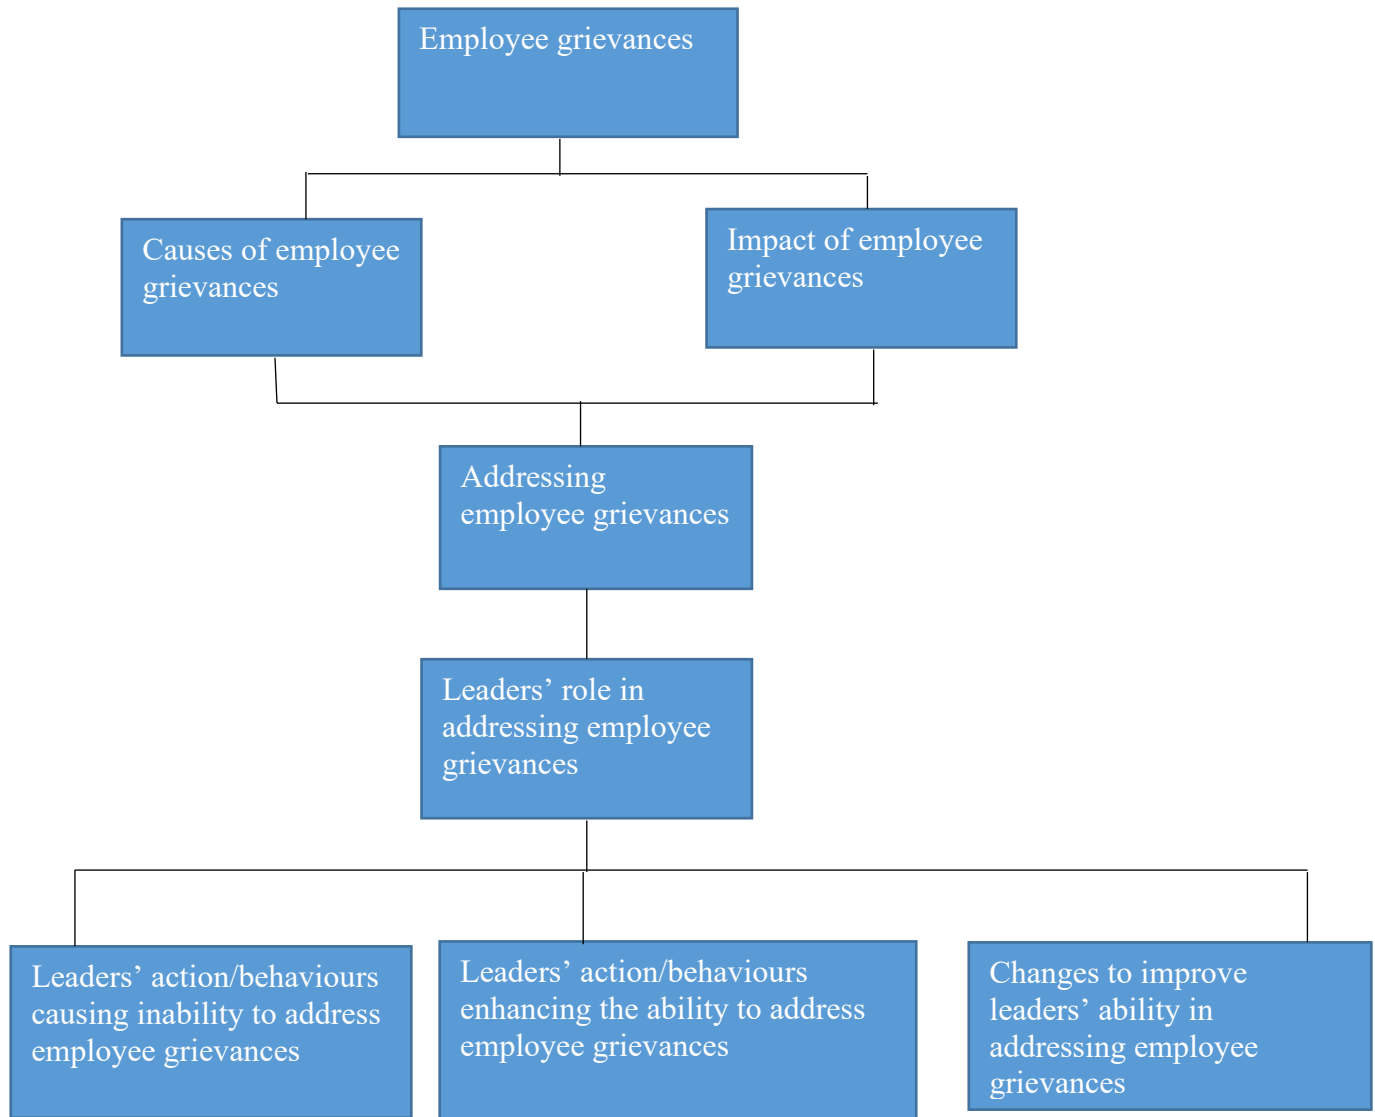 Employee grievances
Causes of employee
grievances
Impact of employee
grievances
Addressing
employee grievances
Leaders’ role in
addressing employee
grievances
Leaders’ action/behaviours
causing inability to address
employee grievances
Leaders’ action/behaviours
enhancing the ability to address
employee grievances
Changes to improve
leaders’ ability in
addressing employee
grievances